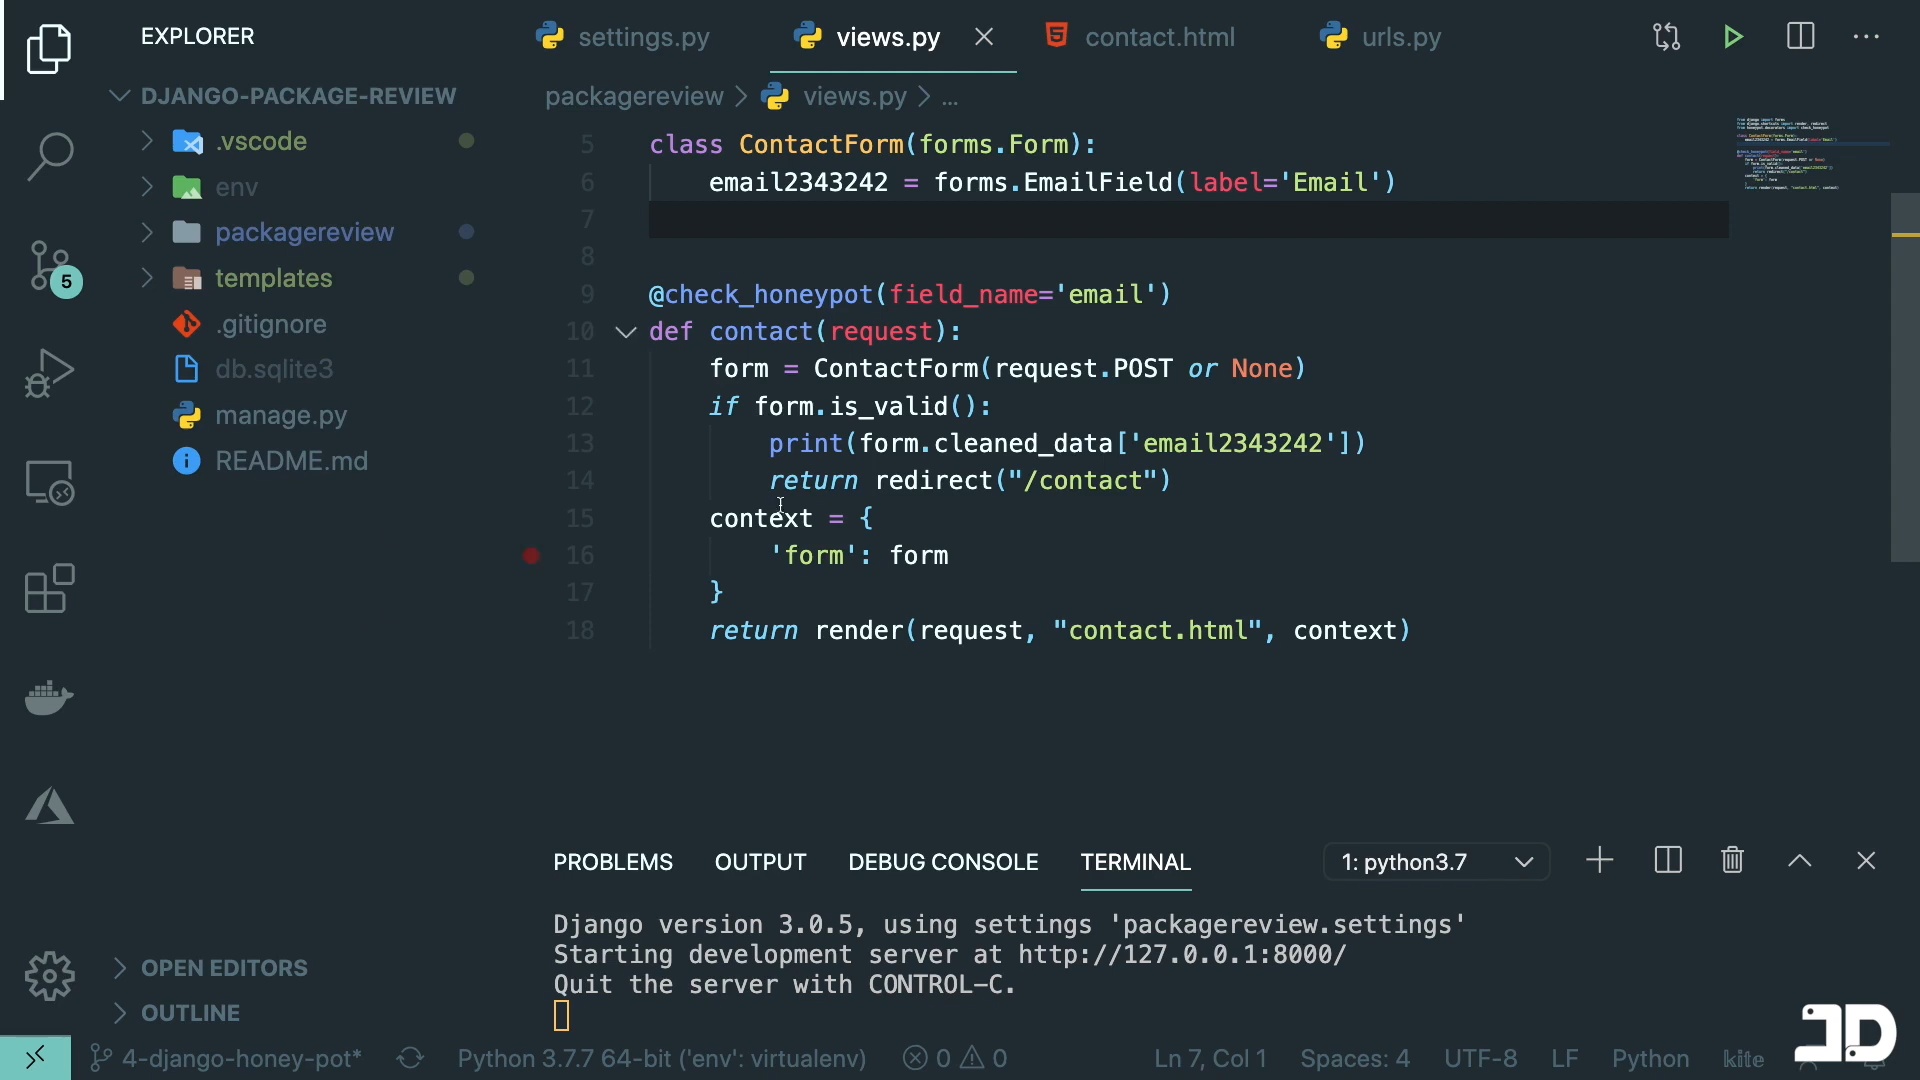 EXPLORER
settings.py
views.py
contact.html
urls.py
DJANGO-PACKAGE-REVIEW
packagereview > views.py > ...
.vscode
env
packagereview
templates
.gitignore
db.sqlite3
manage.py
README.md
5
5 class ContactForm(forms.Form):
6 email2343242 = forms.EmailField(label='Email')
7
8
9 @check_honeypot(field_name='email')
10 def contact(request):
11 form = ContactForm(request.POST or None)
12 if form.is_valid():
13 print(form.cleaned_data['email2343242'])
14 return redirect("/contact")
15 context = {
16 'form': form
17 }
18 return render(request, "contact.html", context)
PROBLEMS OUTPUT DEBUG CONSOLE TERMINAL 1: python3.7
Django version 3.0.5, using settings 'packagereview.settings'
Starting development server at http://127.0.0.1:8000/
Quit the server with CONTROL-C.
OPEN EDITORS
OUTLINE
4-django-honey-pot* Python 3.7.7 64-bit ('env': virtualenv) 0 0 Ln 7, Col 1 Spaces: 4 UTF-8 LF Python kite
JD